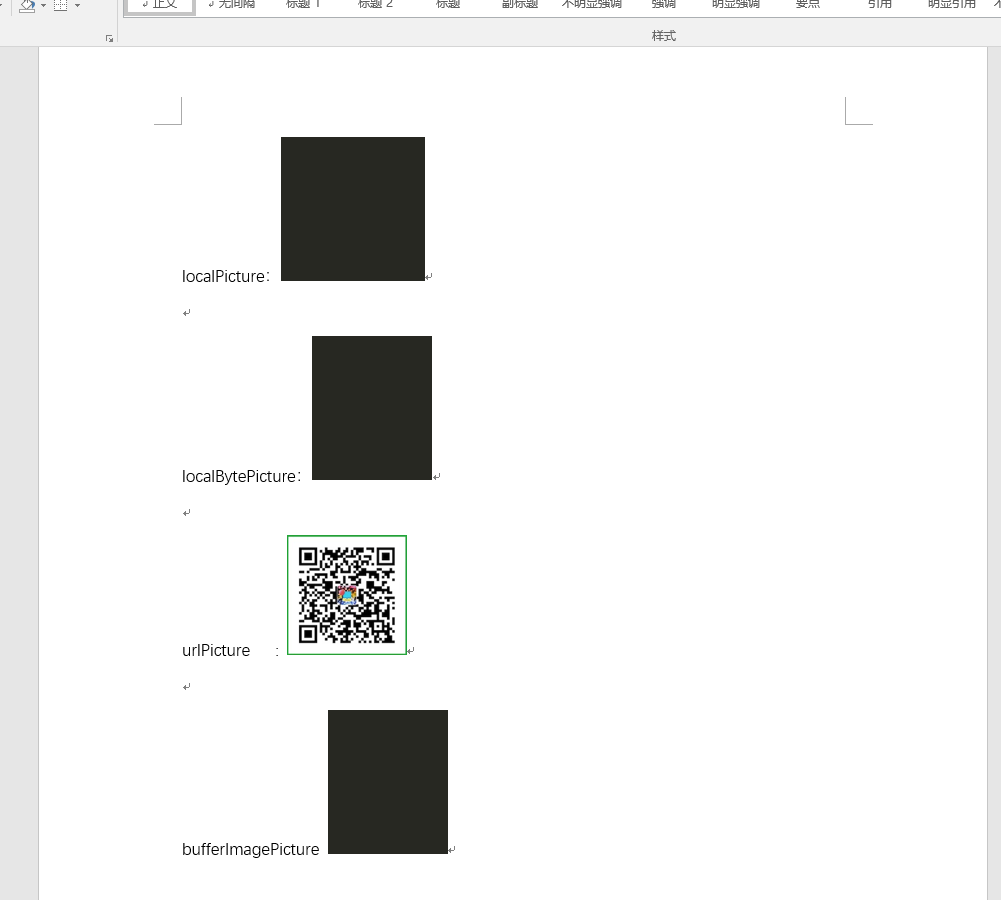 正文 无间隔 标题 1 标题 2 标题 副标题 不明显强调 强调 明显强调 要点 引用 明显引用
样式
localPicture：
localBytePicture：
urlPicture :
bufferImagePicture